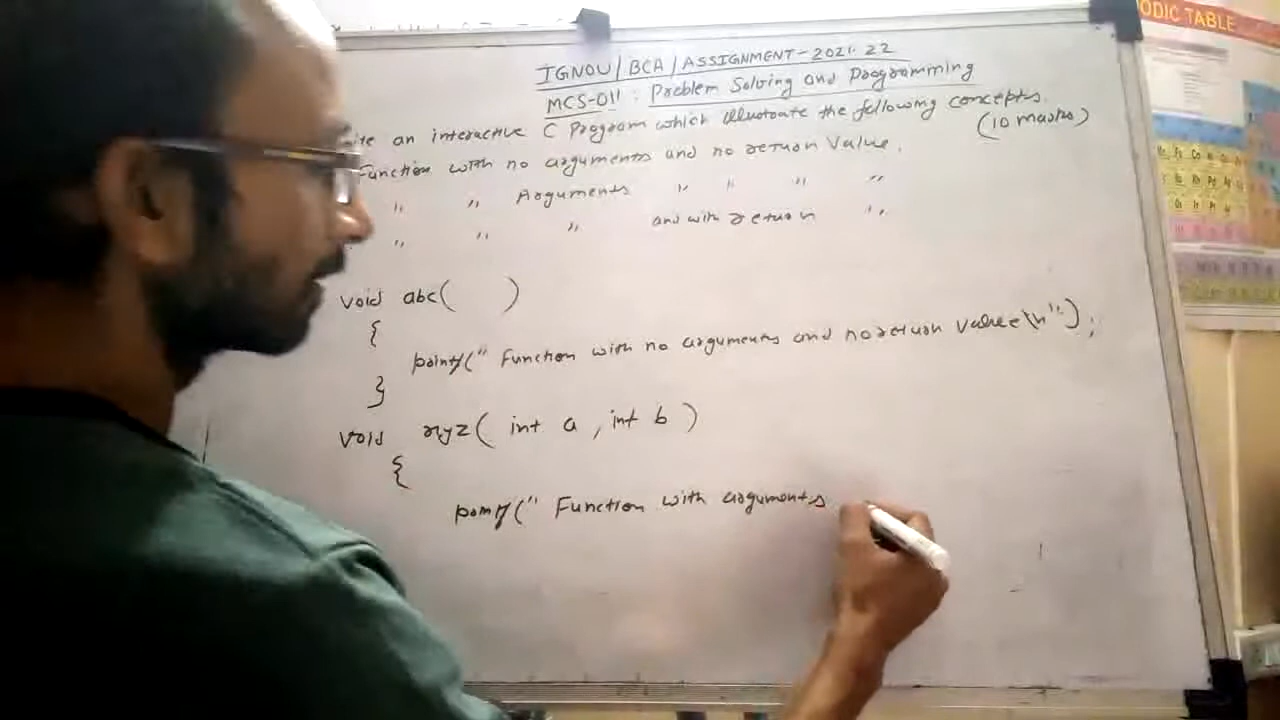 IGNOU/BCA/ASSIGNMENT-2021-22
MCS-011: Problem Solving and Programming
ite an interactive C Program which illustrate the following concepts.
(10 marks)
Function with no arguments and no return value.
" " Arguments " " " "
" " " and with return "
void abc( )
{
printf(" Function with no arguments and no return value\n");
}
void xyz( int a , int b )
{
printf(" Function with arguments
ODIC TABLE